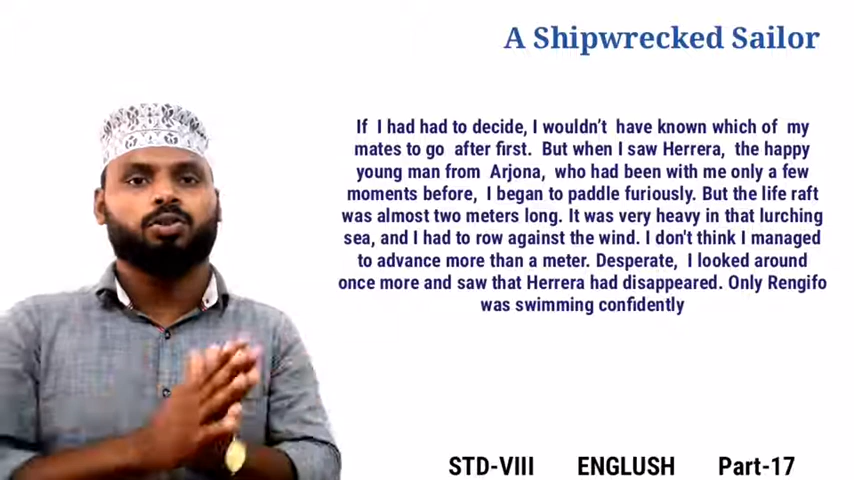 A Shipwrecked Sailor
If I had had to decide, I wouldn't have known which of my
mates to go after first. But when I saw Herrera, the happy
young man from Arjona, who had been with me only a few
moments before, I began to paddle furiously. But the life raft
was almost two meters long. It was very heavy in that lurching
sea, and I had to row against the wind. I don't think I managed
to advance more than a meter. Desperate, I looked around
once more and saw that Herrera had disappeared. Only Rengifo
was swimming confidently
STD-VIII ENGLUSH Part-17